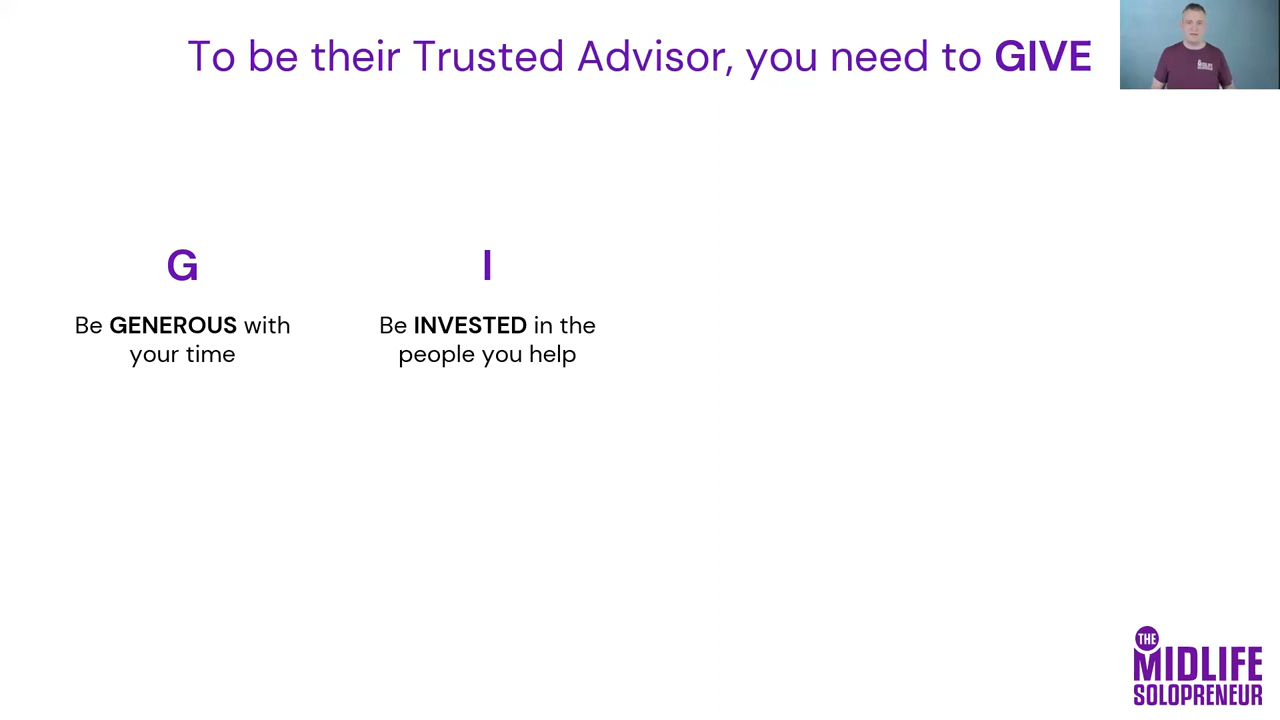 To be their Trusted Advisor, you need to GIVE
MIDLIFE
G
I
Be GENEROUS with
your time
Be INVESTED in the
people you help
THE
MIDLIFE
SOLOPRENEUR